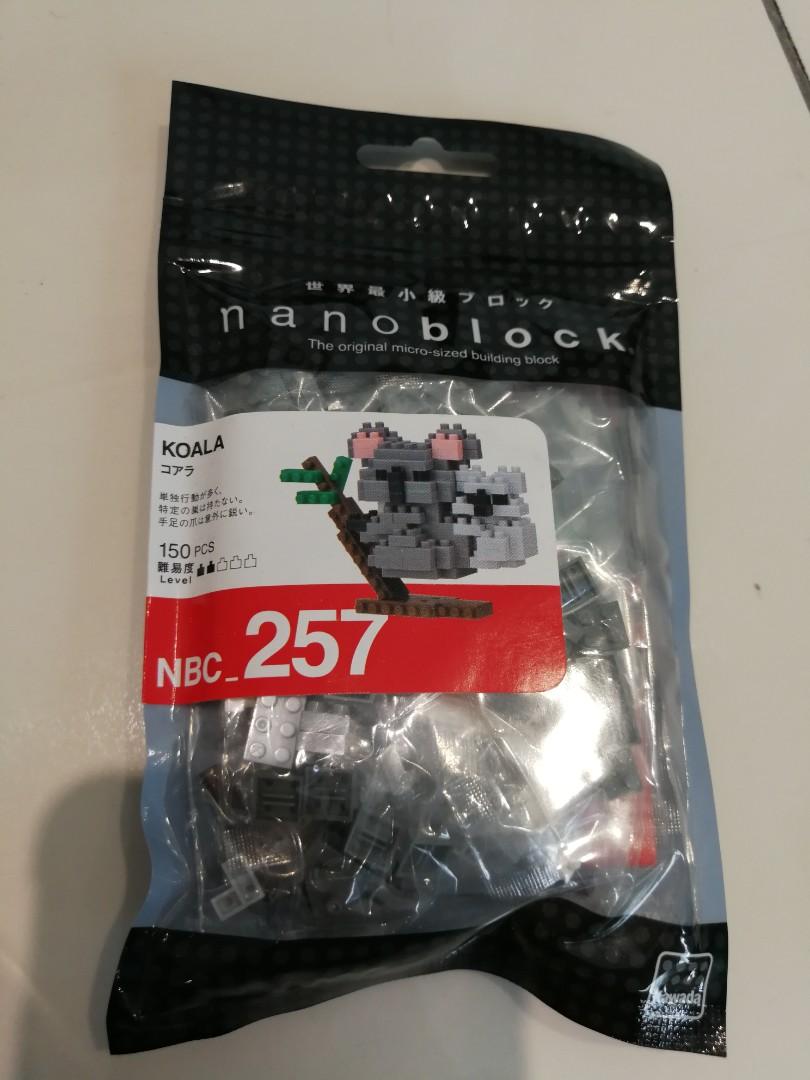 世界最小級ブロック
nanoblock
The original micro-sized building block
KOALA
コアラ
単独行動が多く、
特定の巣は持たない。
手足の爪は意外に鋭い。
150 PCS
難易度
Level
NBC_257
Kawada